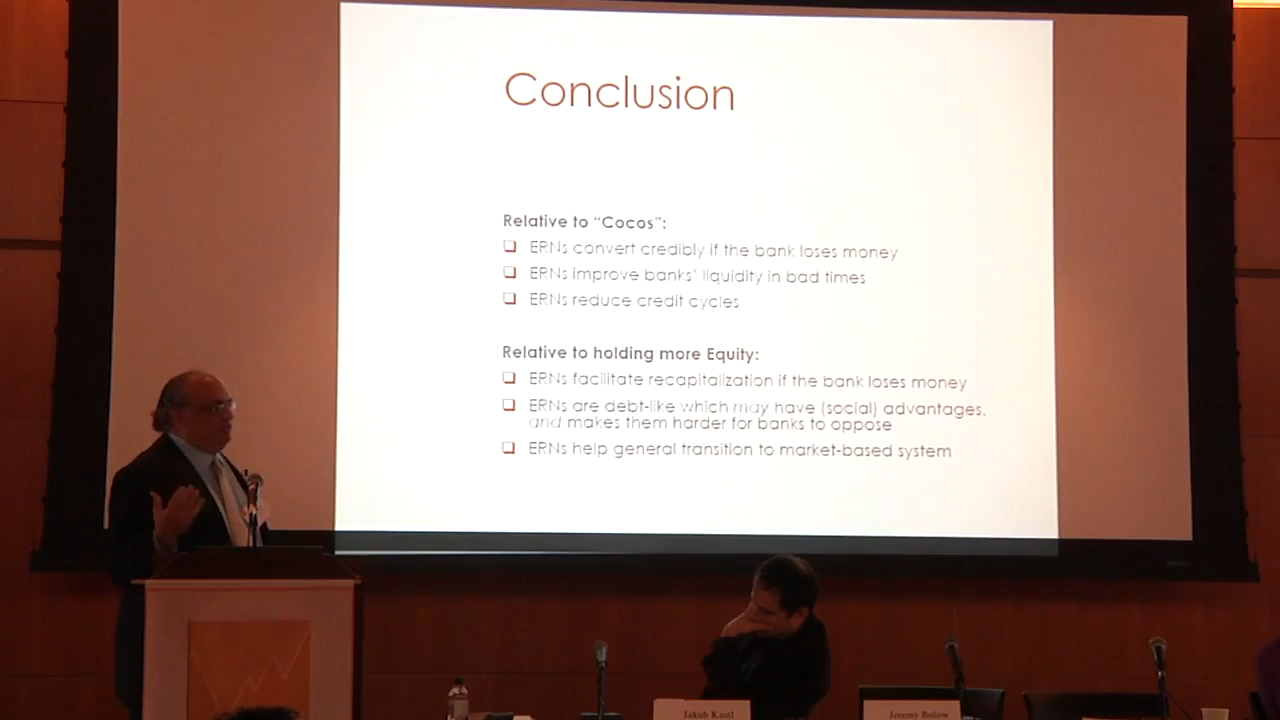 Conclusion
Relative to “Cocos”:
ERNs convert credibly if the bank loses money
ERNs improve banks’ liquidity in bad times
ERNs reduce credit cycles
Relative to holding more Equity:
ERNs facilitate recapitalization if the bank loses money
ERNs are debt-like which may have (social) advantages,
and makes them harder for banks to oppose
ERNs help general transition to market-based system
Jakub Kastl
Jeremy Bulow